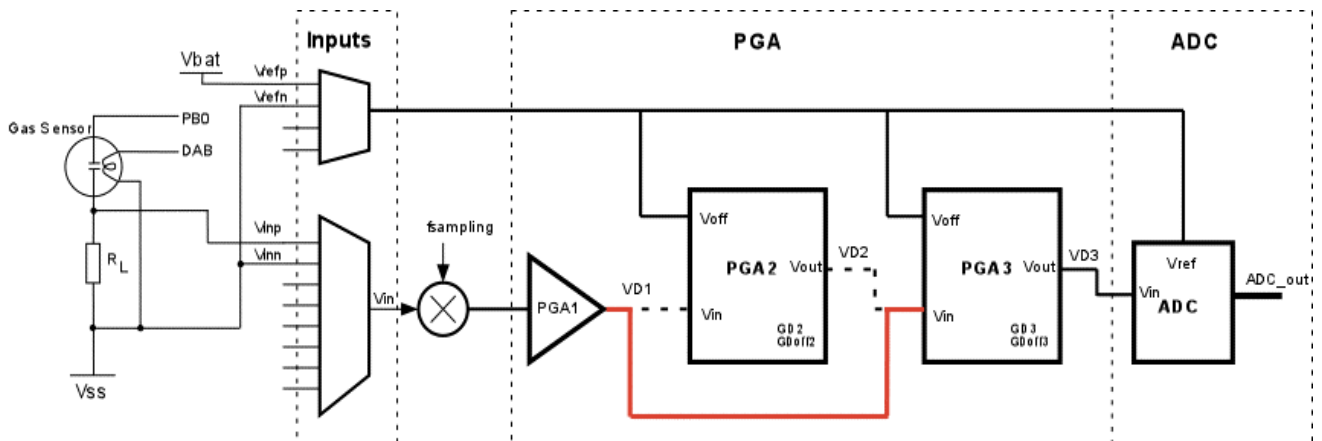 Inputs
PGA
ADC
Vbat
Vrefp
Vrefn
Gas Sensor
PB0
DAB
Vinp
Vinn
RL
Vss
Vin
fsampling
PGA1
VD1
Voff
PGA2
Vout
Vin
GD2
GDoff2
VD2
Voff
PGA3
Vout
Vin
GD3
GDoff3
VD3
Vref
Vin
ADC
ADC_out